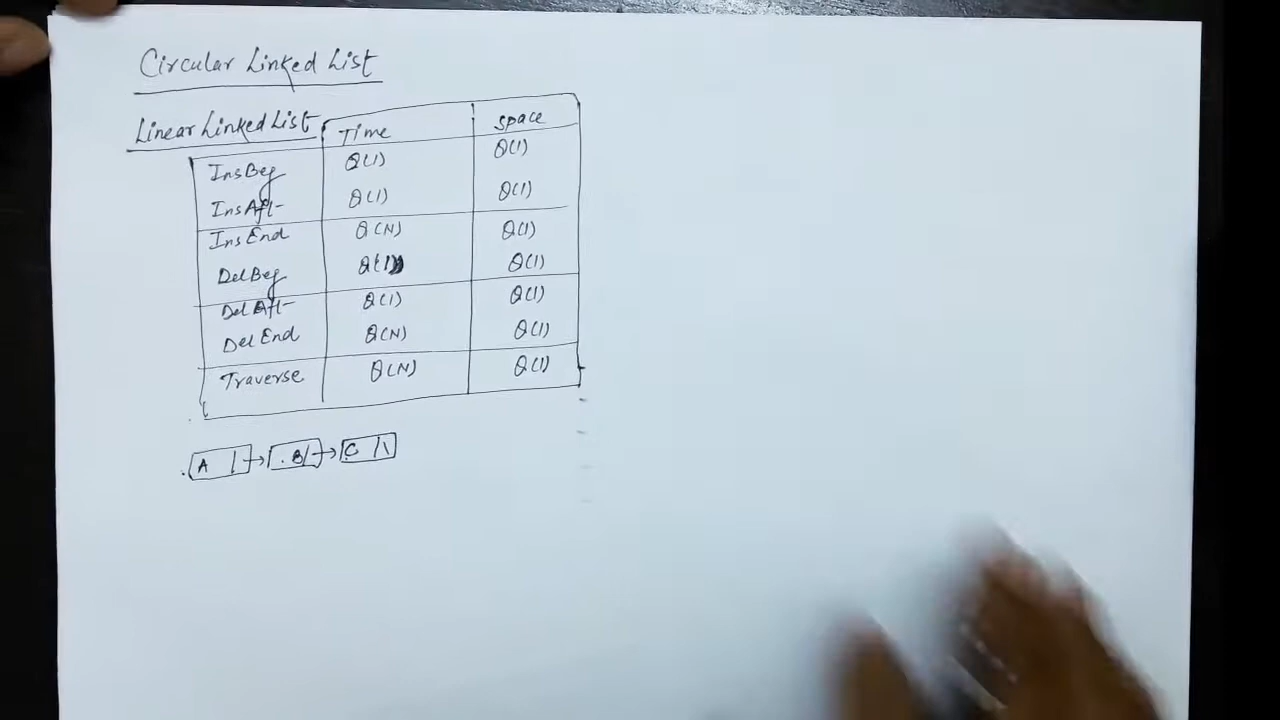 Circular Linked List
Linear Linked List Time Space
InsBeg θ(1) θ(1)
InsAft θ(1) θ(1)
InsEnd θ(N) θ(1)
DelBeg θ(1) θ(1)
DelAft θ(1) θ(1)
DelEnd θ(N) θ(1)
Traverse θ(N) θ(1)
A B C